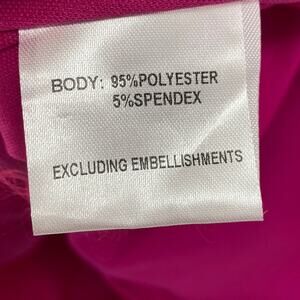 BODY: 95%POLYESTER
5%SPENDEX
EXCLUDING EMBELLISHMENTS